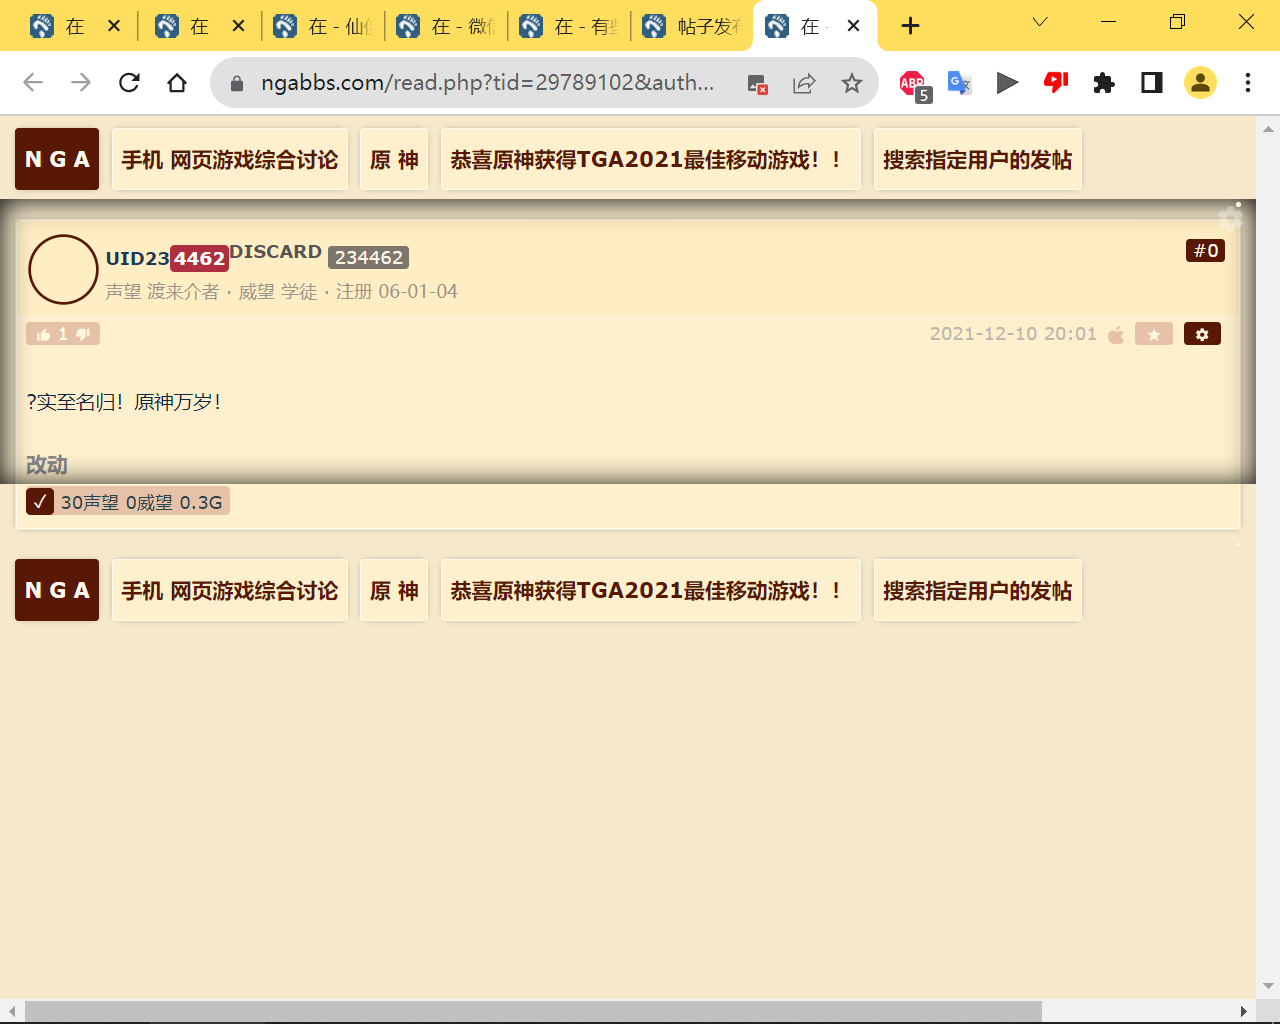 在
在
在 - 仙
在 - 微信
在 - 有些
帖子发布
在 -
ngabbs.com/read.php?tid=29789102&auth...
ABP
5
N G A
手机 网页游戏综合讨论
原 神
恭喜原神获得TGA2021最佳移动游戏！！
搜索指定用户的发帖
UID234462 DISCARD 234462
#0
声望 渡来介者 · 威望 学徒 · 注册 06-01-04
1
2021-12-10 20:01
?实至名归！原神万岁！
改动
✓ 30声望 0威望 0.3G
N G A
手机 网页游戏综合讨论
原 神
恭喜原神获得TGA2021最佳移动游戏！！
搜索指定用户的发帖